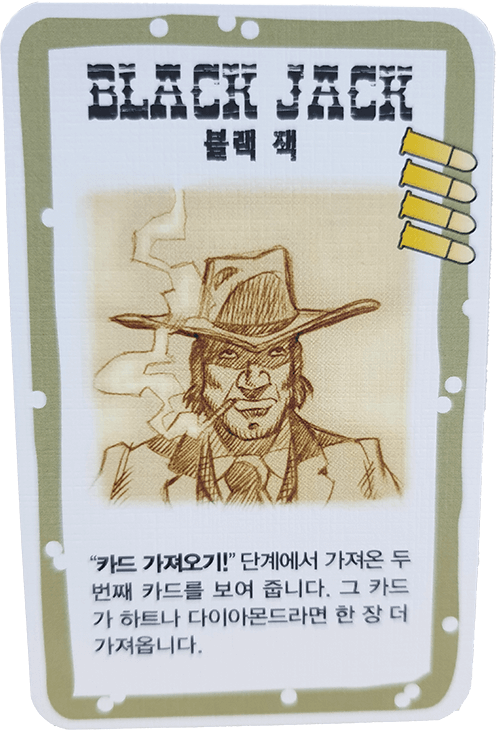 BLACK JACK
블랙 잭
“카드 가져오기!” 단계에서 가져온 두
번째 카드를 보여 줍니다. 그 카드
가 하트나 다이아몬드라면 한 장 더
가져옵니다.